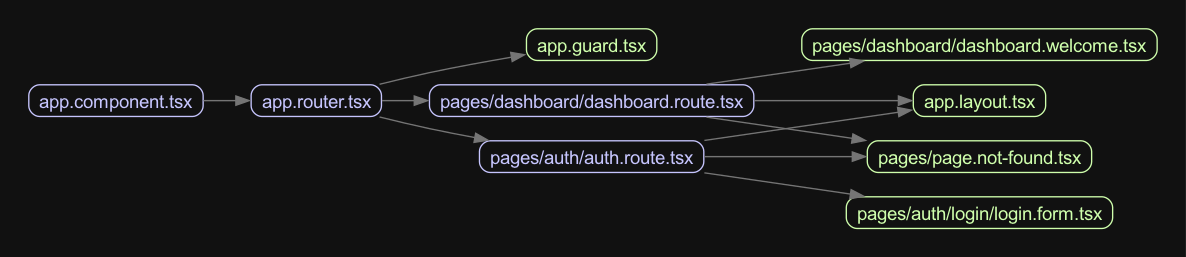 app.guard.tsx
pages/dashboard/dashboard.welcome.tsx
app.component.tsx
app.router.tsx
pages/dashboard/dashboard.route.tsx
app.layout.tsx
pages/auth/auth.route.tsx
pages/page.not-found.tsx
pages/auth/login/login.form.tsx